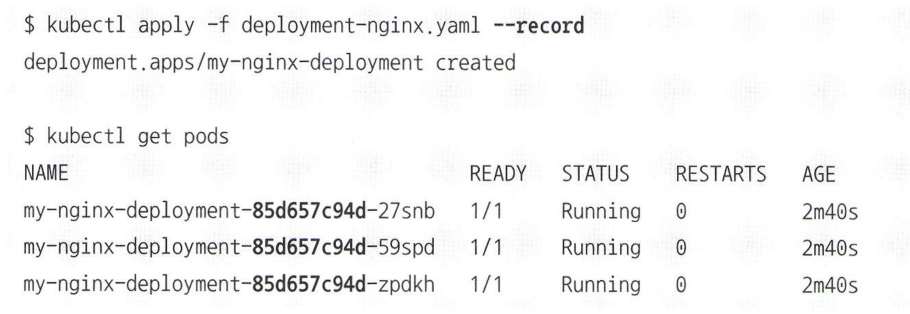 $ kubectl apply -f deployment-nginx.yaml --record
deployment.apps/my-nginx-deployment created
$ kubectl get pods
NAME READY STATUS RESTARTS AGE
my-nginx-deployment-85d657c94d-27snb 1/1 Running 0 2m40s
my-nginx-deployment-85d657c94d-59spd 1/1 Running 0 2m40s
my-nginx-deployment-85d657c94d-zpdkh 1/1 Running 0 2m40s